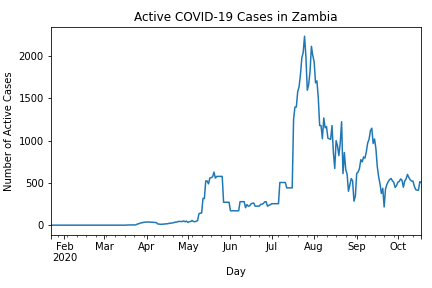 Active COVID-19 Cases in Zambia
Number of Active Cases
2000
1500
1000
500
0
Feb Mar Apr May Jun Jul Aug Sep Oct
2020
Day